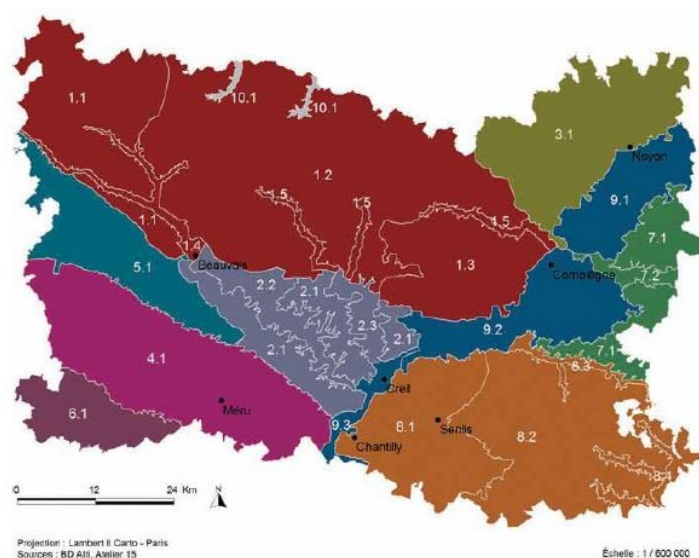 1.1
10.1
10.1
3.1
Noyon
1.2
9.1
1.5
1.5
1.5
1.1
7.1
1.4
Beauvais
1.3
Compiègne
7.2
5.1
2.2
2.1
2.3
9.2
2.1
2.1
7.1
4.1
8.3
Creil
Méru
6.1
9.3
8.1
Senlis
8.2
Chantilly
8.1
0 12 24 Km
N
Projection : Lambert II Carto - Paris
Sources : BD Alti, Atelier 15
Échelle : 1 / 600 000